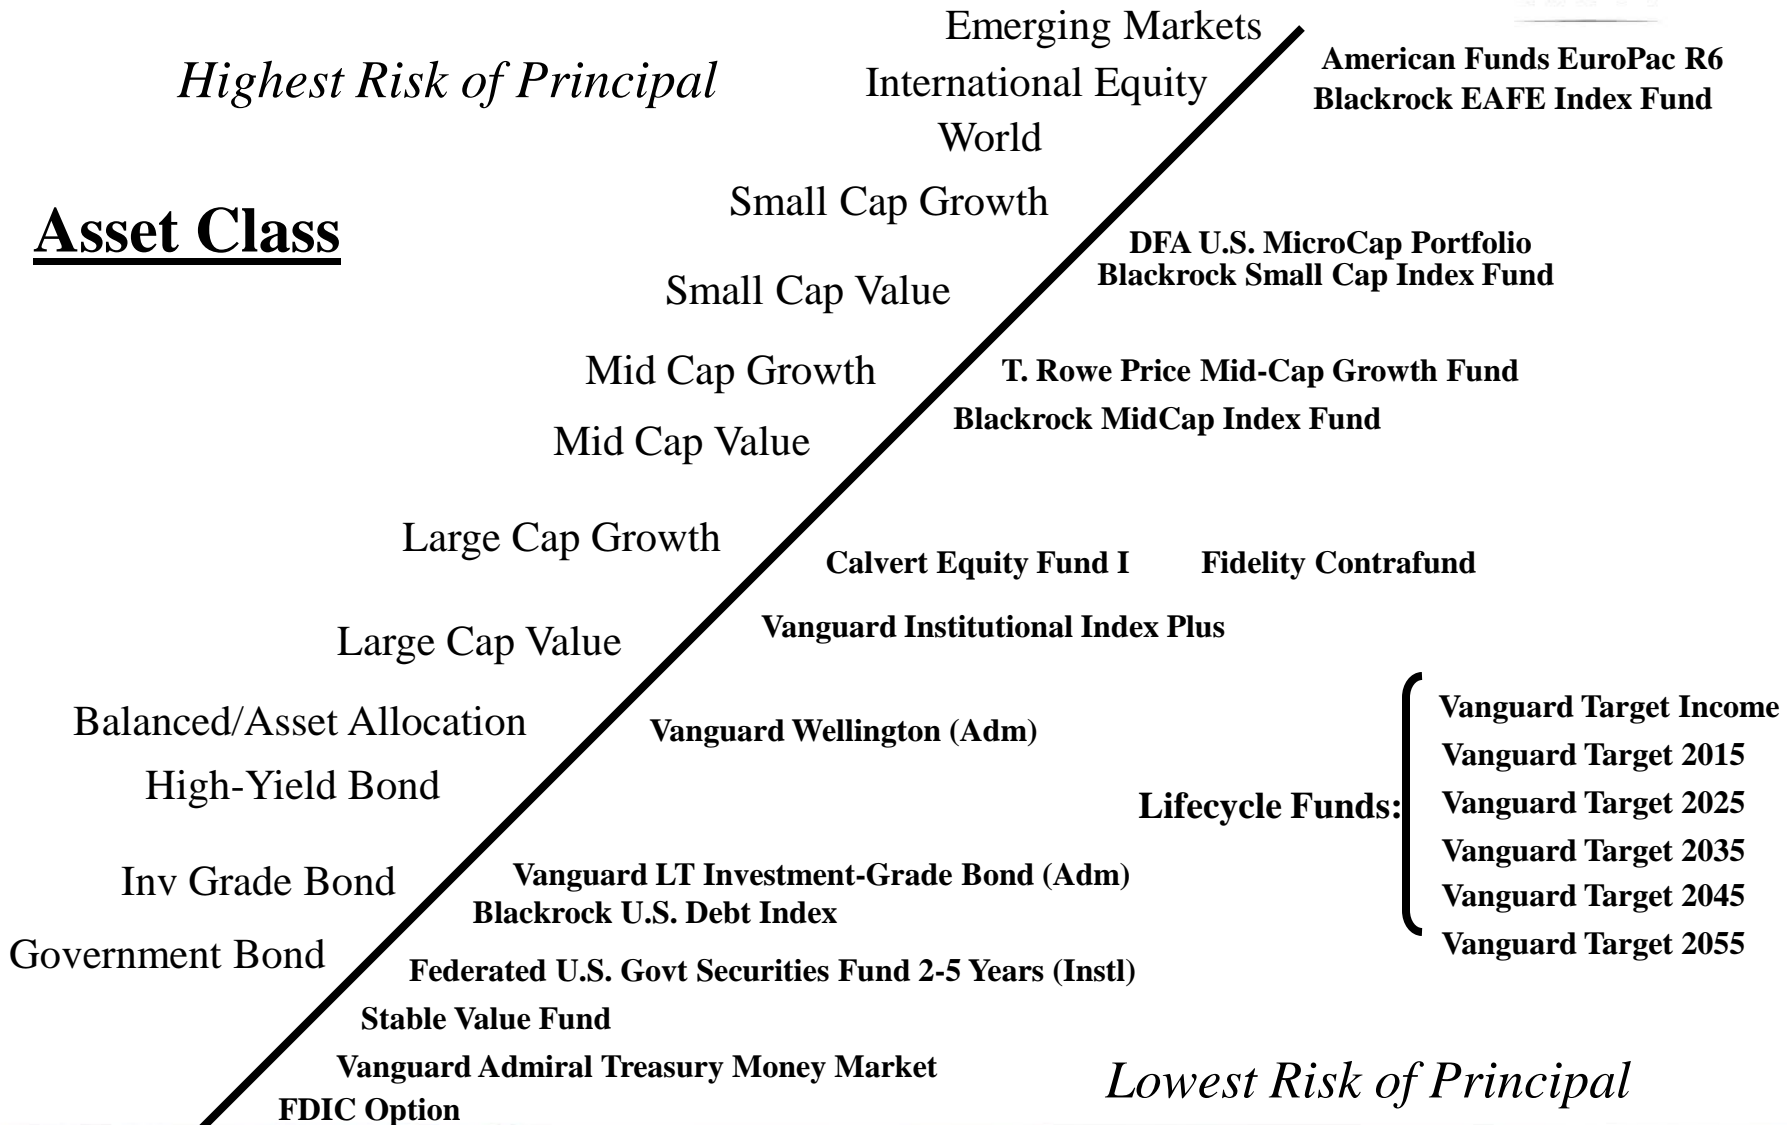 Emerging Markets
American Funds EuroPac R6
Highest Risk of Principal
International Equity
Blackrock EAFE Index Fund
World
Small Cap Growth
Asset Class
DFA U.S. MicroCap Portfolio
Blackrock Small Cap Index Fund
Small Cap Value
Mid Cap Growth
T. Rowe Price Mid-Cap Growth Fund
Blackrock MidCap Index Fund
Mid Cap Value
Large Cap Growth
Calvert Equity Fund I
Fidelity Contrafund
Vanguard Institutional Index Plus
Large Cap Value
Balanced/Asset Allocation
Vanguard Wellington (Adm)
High-Yield Bond
Lifecycle Funds:
Vanguard Target Income
Vanguard Target 2015
Vanguard Target 2025
Vanguard Target 2035
Vanguard Target 2045
Vanguard Target 2055
Inv Grade Bond
Vanguard LT Investment-Grade Bond (Adm)
Blackrock U.S. Debt Index
Government Bond
Federated U.S. Govt Securities Fund 2-5 Years (Instl)
Stable Value Fund
Vanguard Admiral Treasury Money Market
Lowest Risk of Principal
FDIC Option